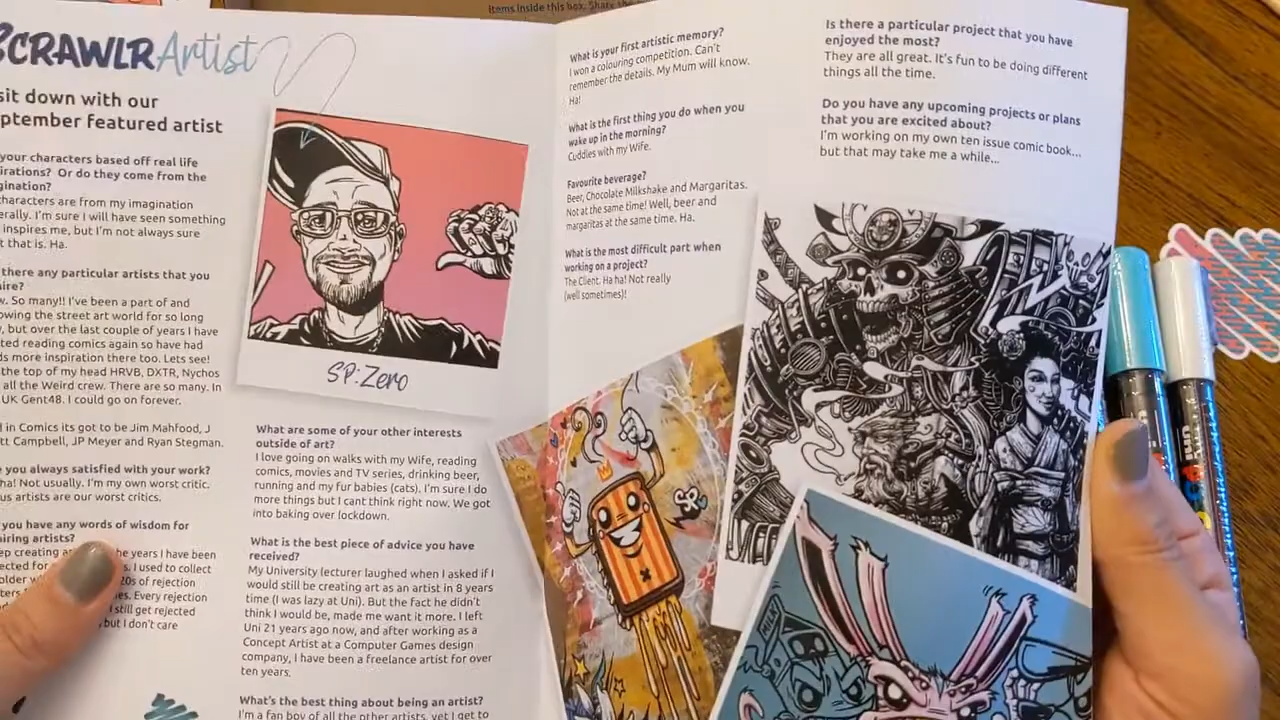 Items inside this box. Share the
SCRAWLR Artist
sit down with our
ptember featured artist
your characters based off real life
irations? Or do they come from the
gination?
characters are from my imagination
erally. I'm sure I will have seen something
inspires me, but I'm not always sure
t that is. Ha.
there any particular artists that you
ire?
w. So many!! I've been a part of and
owing the street art world for so long
, but over the last couple of years I have
ted reading comics again so have had
ds more inspiration there too. Lets see!
the top of my head HRVB, DXTR, Nychos
all the Weird crew. There are so many. In
UK Gent48. I could go on forever.
d in Comics its got to be Jim Mahfood, J
tt Campbell, JP Meyer and Ryan Stegman.
e you always satisfied with your work?
ha! Not usually. I'm my own worst critic.
us artists are our worst critics.
you have any words of wisdom for
iring artists?
ep creating a the years I have been
ected for . I used to collect
older w 20s of rejection
ters es. Every rejection
I still get rejected
but I don't care
SP:Zero
What are some of your other interests
outside of art?
I love going on walks with my Wife, reading
comics, movies and TV series, drinking beer,
running and my fur babies (cats). I'm sure I do
more things but I cant think right now. We got
into baking over lockdown.
What is the best piece of advice you have
received?
My University lecturer laughed when I asked if I
would still be creating art as an artist in 8 years
time (I was lazy at Uni). But the fact he didn't
think I would be, made me want it more. I left
Uni 21 years ago now, and after working as a
Concept Artist at a Computer Games design
company, I have been a freelance artist for over
ten years.
What's the best thing about being an artist?
I'm a fan boy of all the other artists, yet I get to
What is your first artistic memory?
I won a colouring competition. Can't
remember the details. My Mum will know.
Ha!
What is the first thing you do when you
wake up in the morning?
Cuddles with my Wife.
Favourite beverage?
Beer, Chocolate Milkshake and Margaritas.
Not at the same time! Well, beer and
margaritas at the same time. Ha.
What is the most difficult part when
working on a project?
The Client. Ha ha! Not really
(well sometimes)!
Is there a particular project that you have
enjoyed the most?
They are all great. It's fun to be doing different
things all the time.
Do you have any upcoming projects or plans
that you are excited about?
I'm working on my own ten issue comic book...
but that may take me a while...
MILK